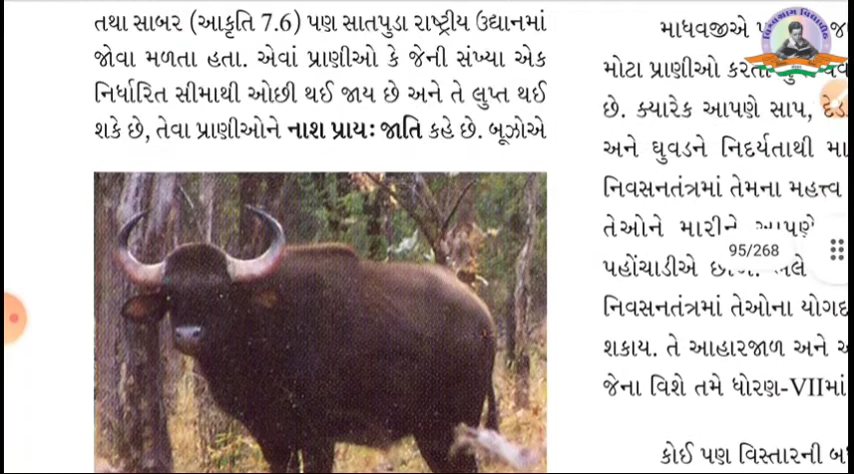 તથા સાબર (આકૃતિ 7.6) પણ સાતપુડા રાષ્ટ્રીય ઉદ્યાનમાં
જોવા મળતા હતા. એવાં પ્રાણીઓ કે જેની સંખ્યા એક
નિર્ધારિત સીમાથી ઓછી થઈ જાય છે અને તે લુપ્ત થઈ
શકે છે, તેવા પ્રાણીઓને નાશ પ્રાયઃ જાતિ કહે છે. બૂઝોએ
માધવજીએ
મોટા પ્રાણીઓ કરતાં
છે. ક્યારેક આપણે સાપ,
અને ઘુવડને નિર્દયતાથી
નિવસનતંત્રમાં તેમના મહત્ત્વ
તેઓને મારીને આપણે
પહોંચાડીએ
નિવસનતંત્રમાં તેઓના
શકાય. તે આહારજાળ અને
જેના વિશે તમે ધોરણ-VIIમાં
કોઈ પણ વિસ્તારની
95/268